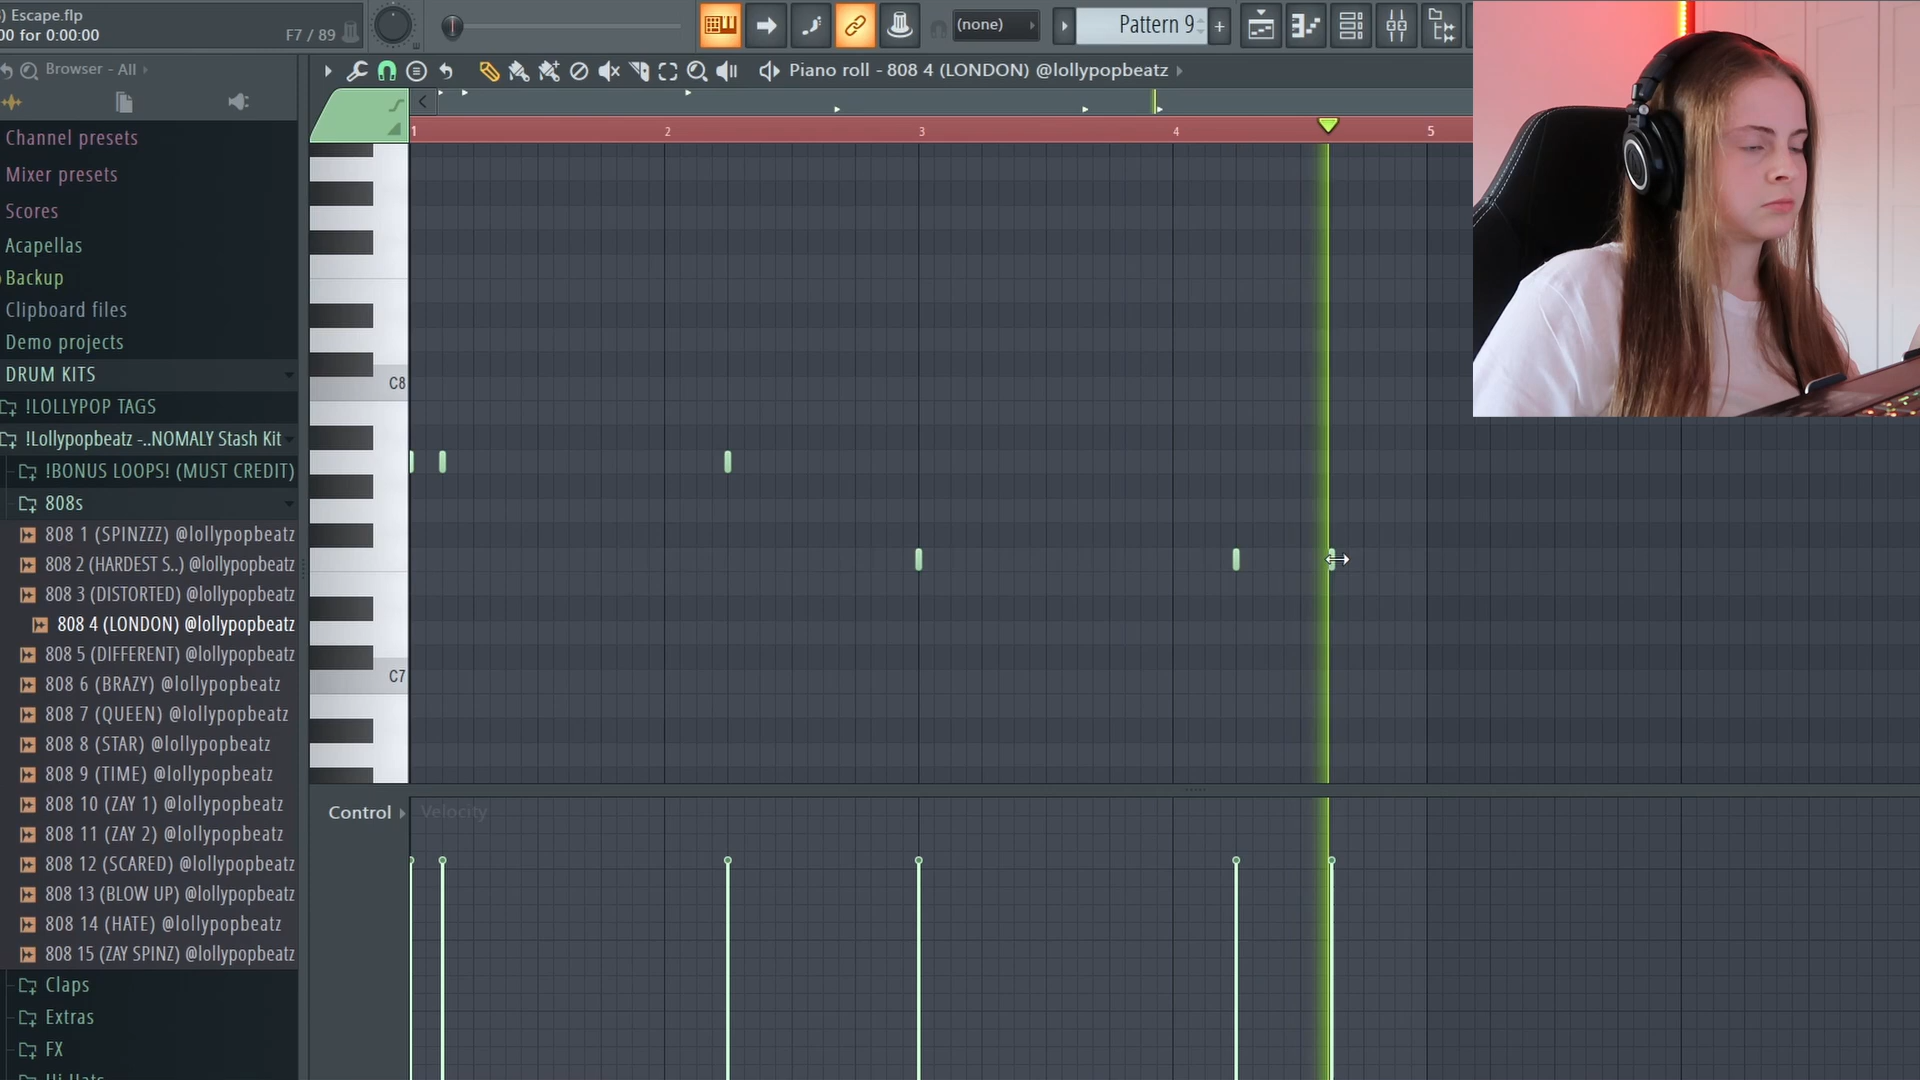 ) Escape.flp
00 for 0:00:00
F7 / 89
(none)
Pattern 9
Browser - All
Piano roll - 808 4 (LONDON) @lollypopbeatz
1 2 3 4 5
Channel presets
Mixer presets
Scores
Acapellas
Backup
Clipboard files
Demo projects
DRUM KITS
!LOLLYPOP TAGS
!Lollypopbeatz -..NOMALY Stash Kit
!BONUS LOOPS! (MUST CREDIT)
808s
808 1 (SPINZZZ) @lollypopbeatz
808 2 (HARDEST S..) @lollypopbeatz
808 3 (DISTORTED) @lollypopbeatz
808 4 (LONDON) @lollypopbeatz
808 5 (DIFFERENT) @lollypopbeatz
808 6 (BRAZY) @lollypopbeatz
808 7 (QUEEN) @lollypopbeatz
808 8 (STAR) @lollypopbeatz
808 9 (TIME) @lollypopbeatz
808 10 (ZAY 1) @lollypopbeatz
808 11 (ZAY 2) @lollypopbeatz
808 12 (SCARED) @lollypopbeatz
808 13 (BLOW UP) @lollypopbeatz
808 14 (HATE) @lollypopbeatz
808 15 (ZAY SPINZ) @lollypopbeatz
Claps
Extras
FX
Hi Hats
C8
C7
Control
Velocity